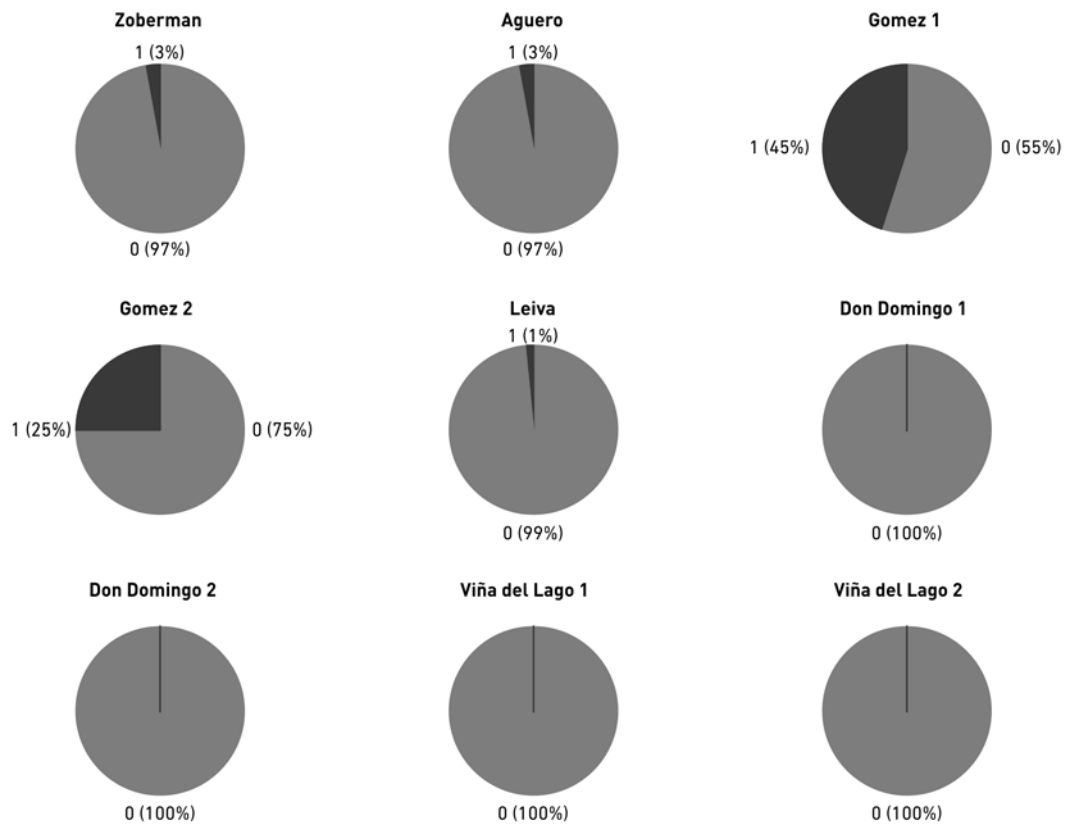 Zoberman
1 (3%)
0 (97%)
Aguero
1 (3%)
0 (97%)
Gomez 1
1 (45%)
0 (55%)
Gomez 2
1 (25%)
0 (75%)
Leiva
1 (1%)
0 (99%)
Don Domingo 1
0 (100%)
Don Domingo 2
0 (100%)
Viña del Lago 1
0 (100%)
Viña del Lago 2
0 (100%)